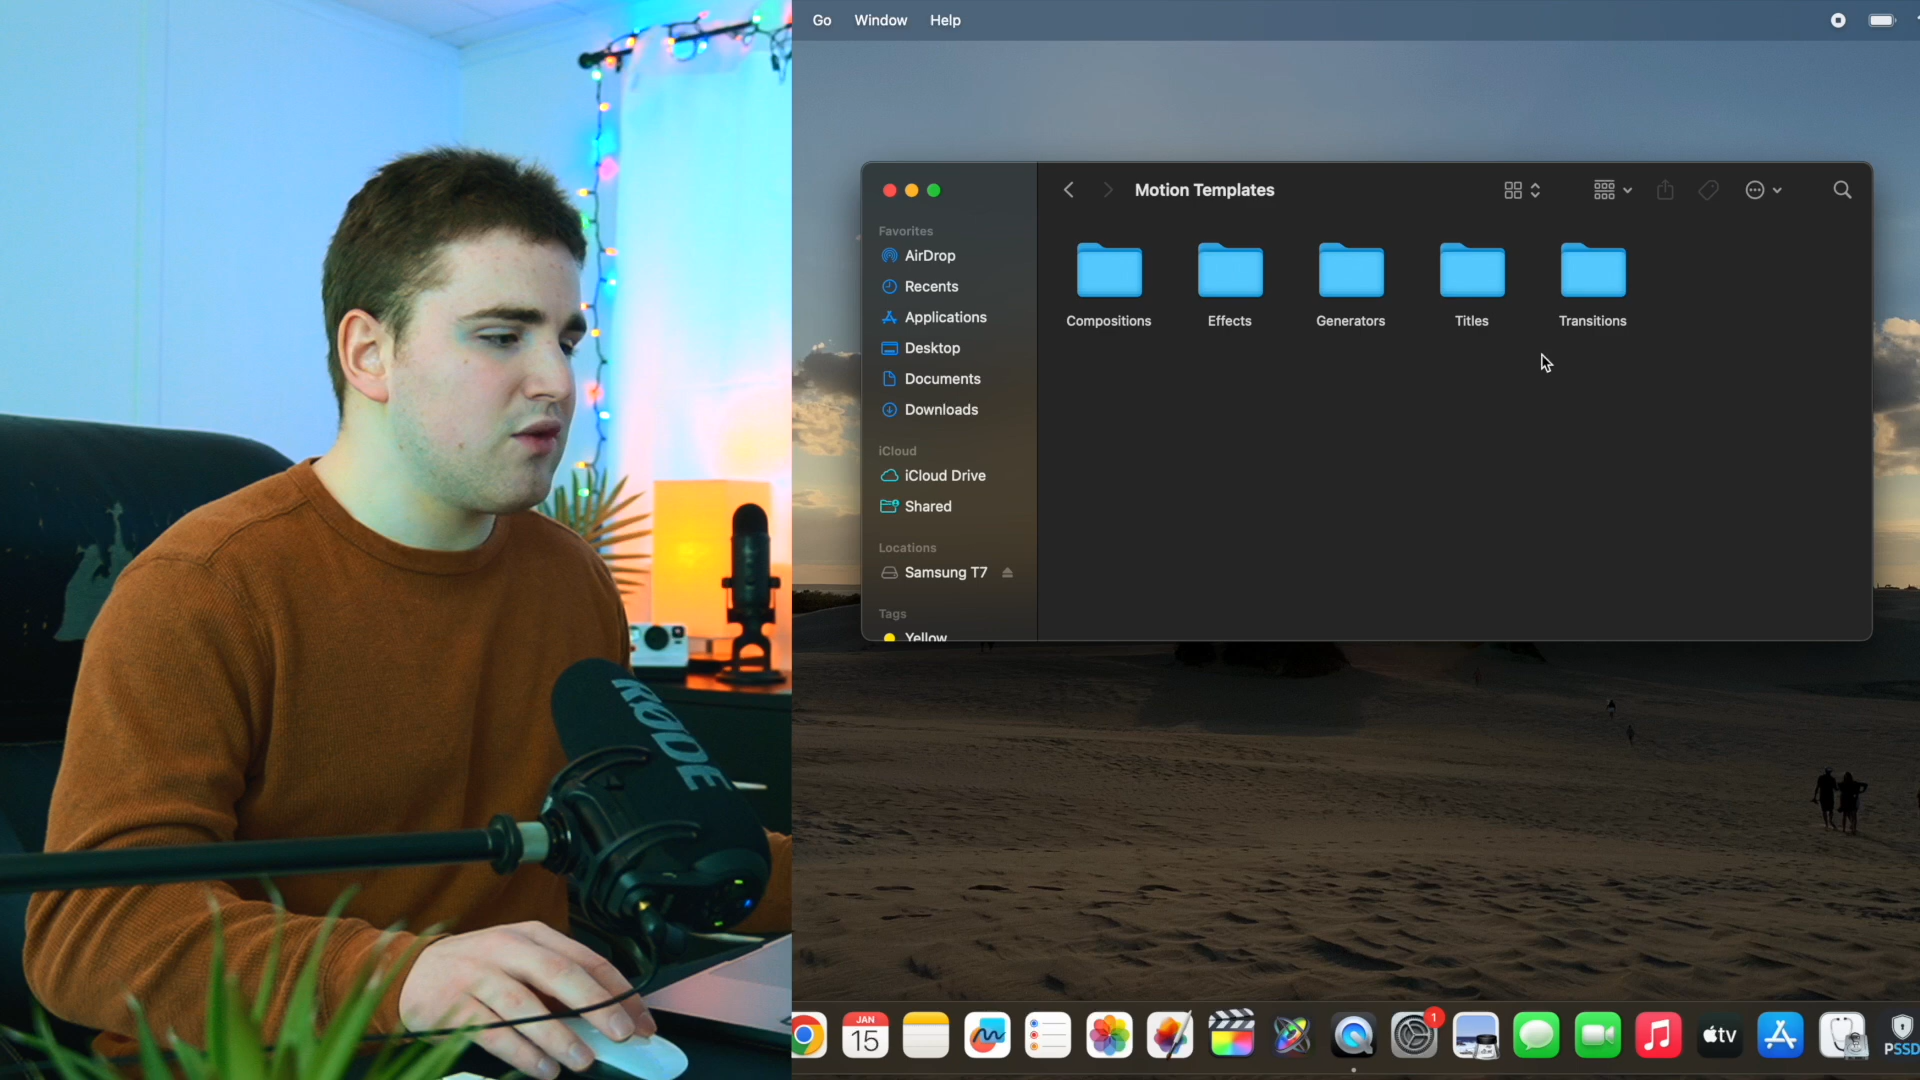 Go Window Help
Motion Templates
Favorites
AirDrop
Recents
Applications
Desktop
Documents
Downloads
iCloud
iCloud Drive
Shared
Locations
Samsung T7
Tags
Yellow
Compositions Effects Generators Titles Transitions
RØDE
JAN
15
1
tv
PSSD